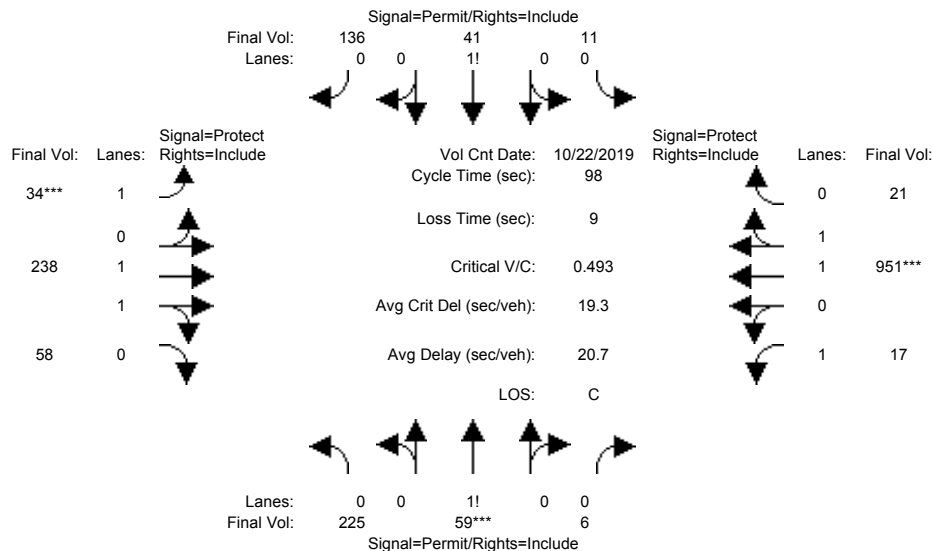 Signal=Permit/Rights=Include
Final Vol: 136 41 11
Lanes: 0 0 1! 0 0
Signal=Protect Signal=Protect
Final Vol: Lanes: Rights=Include Vol Cnt Date: 10/22/2019 Rights=Include Lanes: Final Vol:
Cycle Time (sec): 98
34*** 1 0 21
Loss Time (sec): 9
0 1
238 1 Critical V/C: 0.493 1 951***
1 Avg Crit Del (sec/veh): 19.3 0
58 0 Avg Delay (sec/veh): 20.7 1 17
LOS: C
Lanes: 0 0 1! 0 0
Final Vol: 225 59*** 6
Signal=Permit/Rights=Include